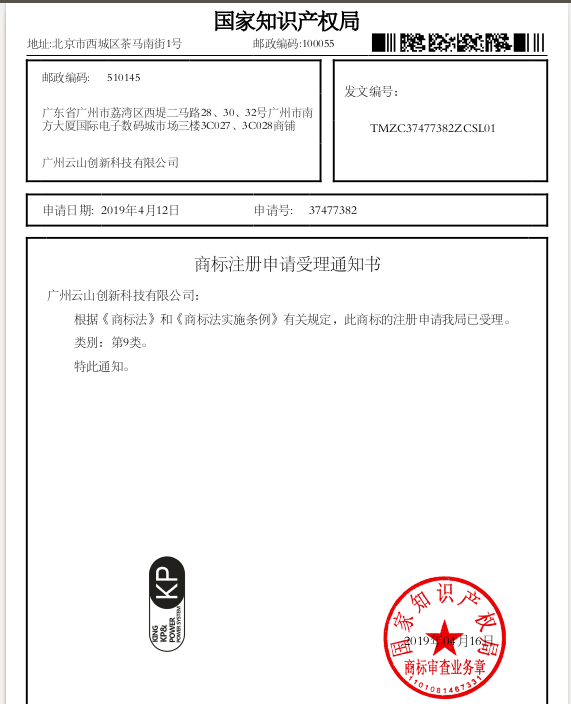 国家知识产权局
地址:北京市西城区茶马南街1号 邮政编码:100055
邮政编码: 510145
广东省广州市荔湾区西堤二马路28、30、32号广州市南
方大厦国际电子数码城市场三楼3C027、3C028商铺
广州云山创新科技有限公司
发文编号:
TMZC37477382ZCSL01
申请日期: 2019年4月12日 申请号: 37477382
商标注册申请受理通知书
广州云山创新科技有限公司:
根据《商标法》和《商标法实施条例》有关规定，此商标的注册申请我局已受理。
类别: 第9类。
特此通知。
KP
KING
KP&
POWER
POWER SYSTEM
国家知识产权局
2019年04月16日
商标审查业务章
1101081467331